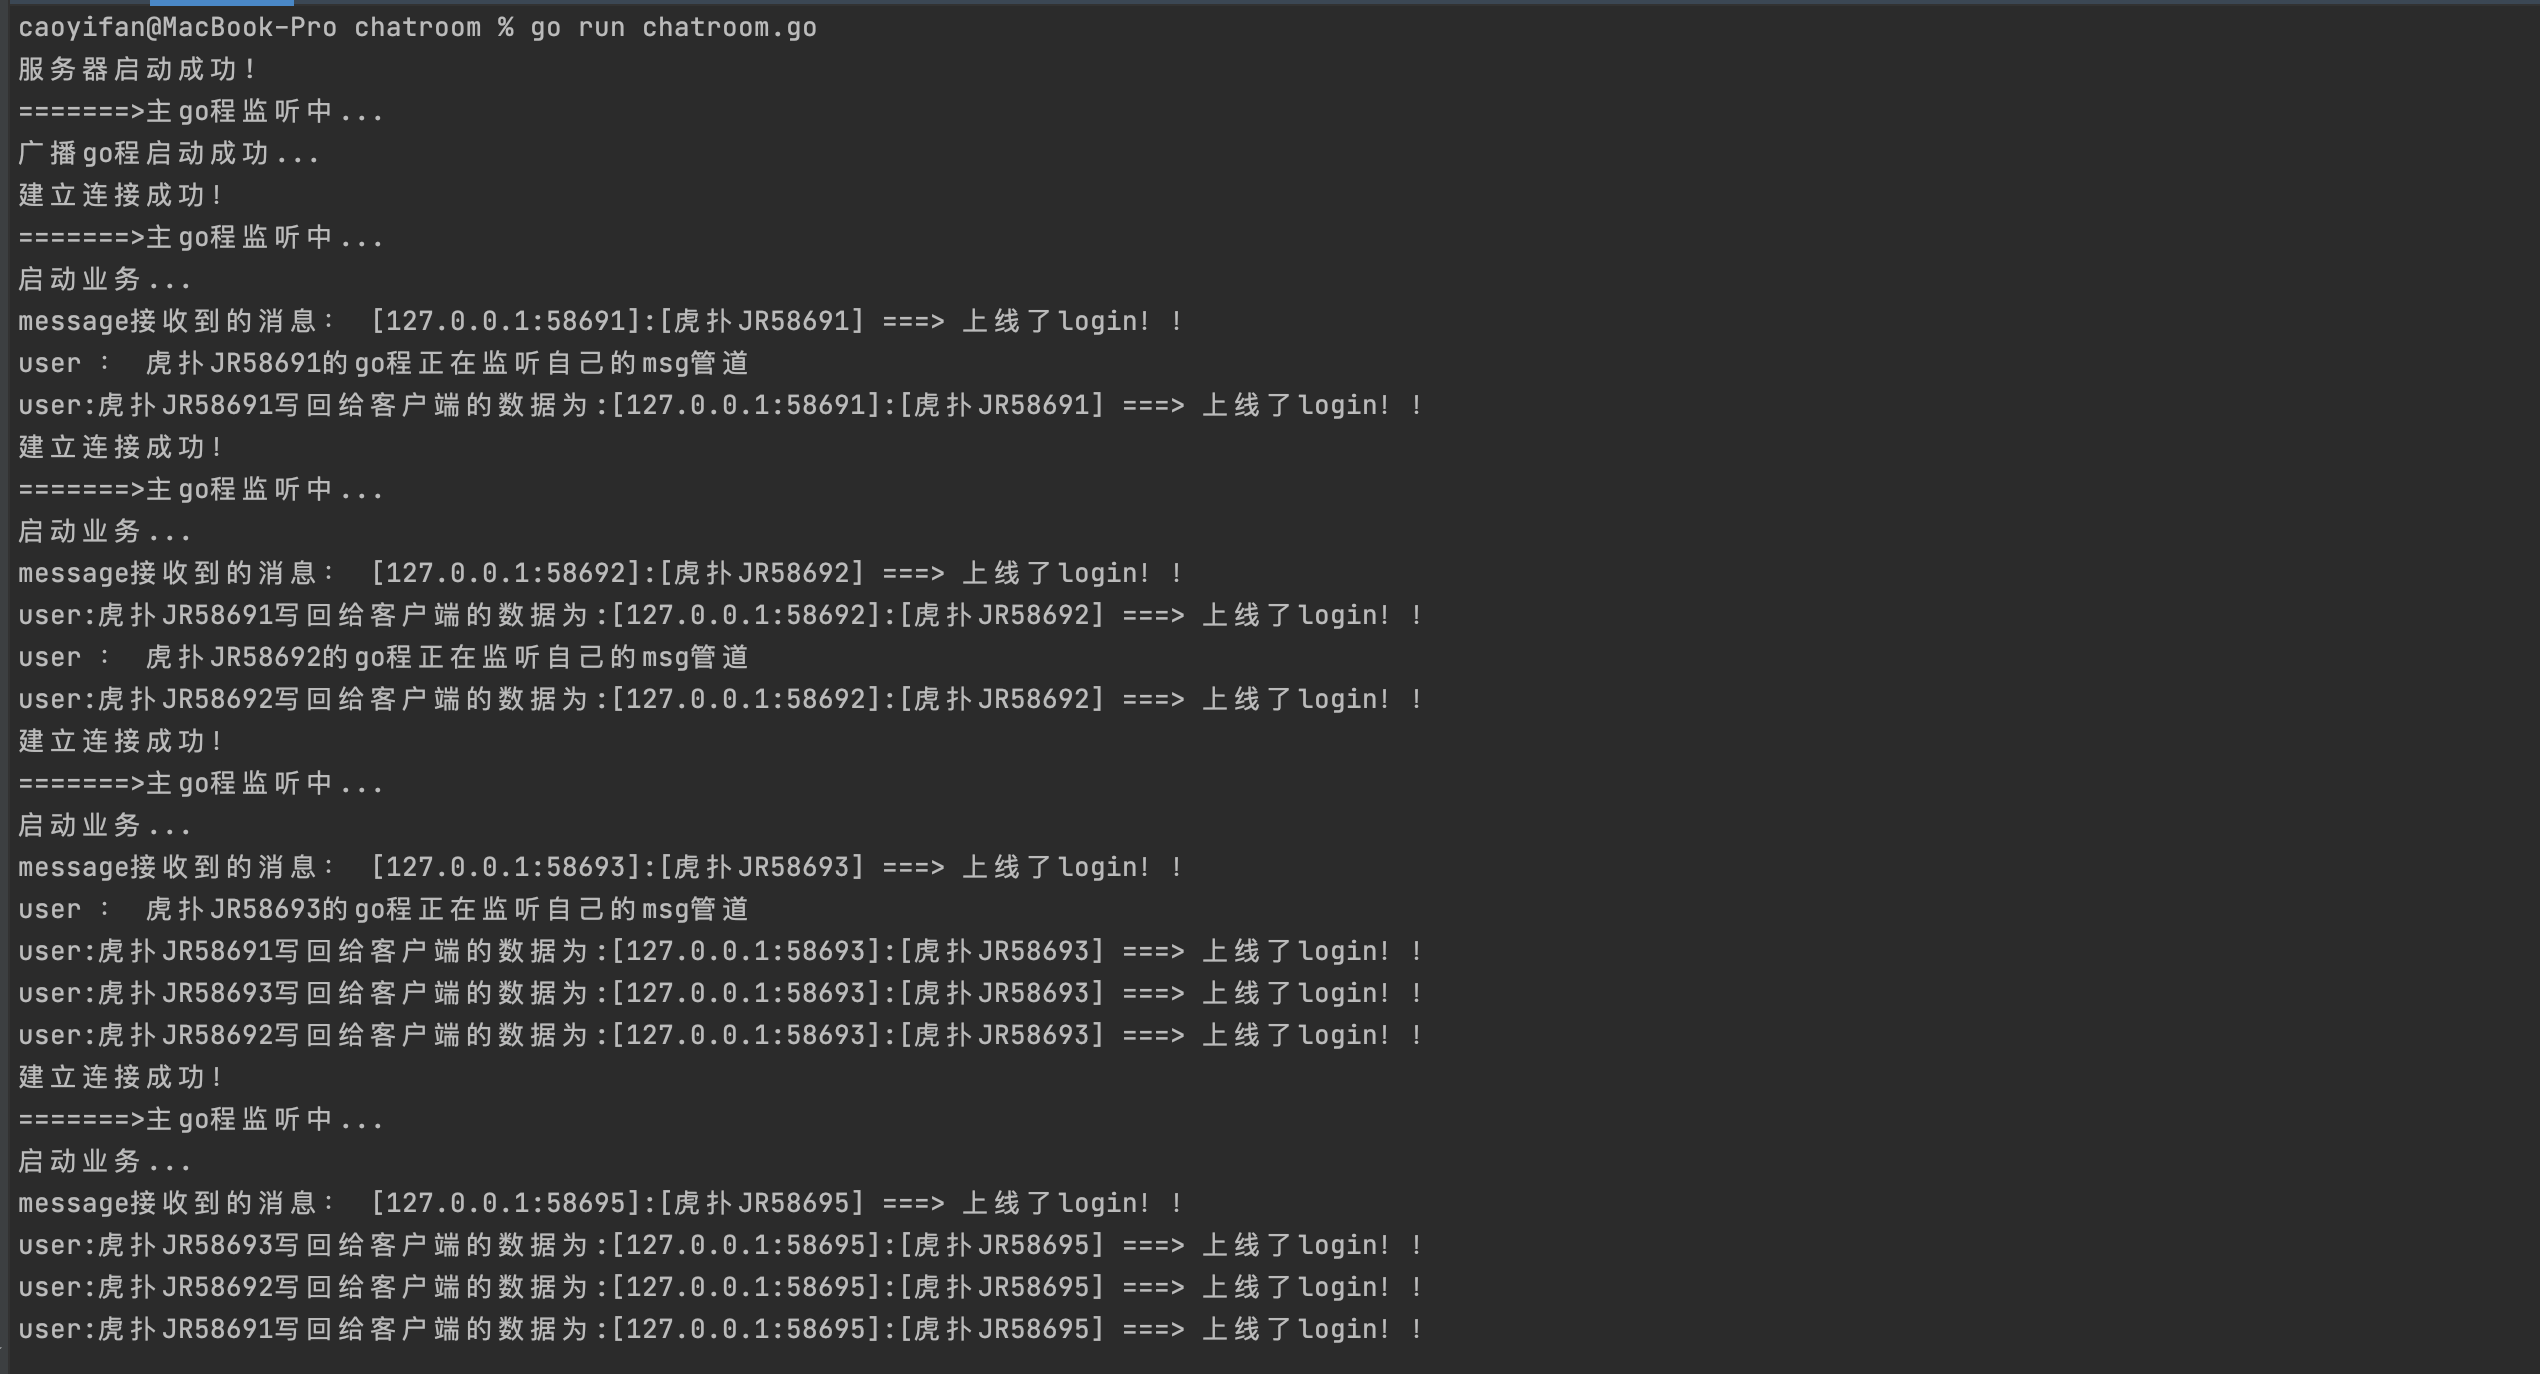 caoyifan@MacBook-Pro chatroom % go run chatroom.go
服务器启动成功!
=======>主go程监听中...
广播go程启动成功...
建立连接成功!
=======>主go程监听中...
启动业务...
message接收到的消息： [127.0.0.1:58691]:[虎扑JR58691] ===> 上线了login!！
user ： 虎扑JR58691的go程正在监听自己的msg管道
user:虎扑JR58691写回给客户端的数据为:[127.0.0.1:58691]:[虎扑JR58691] ===> 上线了login!！
建立连接成功!
=======>主go程监听中...
启动业务...
message接收到的消息： [127.0.0.1:58692]:[虎扑JR58692] ===> 上线了login!！
user:虎扑JR58691写回给客户端的数据为:[127.0.0.1:58692]:[虎扑JR58692] ===> 上线了login!！
user ： 虎扑JR58692的go程正在监听自己的msg管道
user:虎扑JR58692写回给客户端的数据为:[127.0.0.1:58692]:[虎扑JR58692] ===> 上线了login!！
建立连接成功!
=======>主go程监听中...
启动业务...
message接收到的消息： [127.0.0.1:58693]:[虎扑JR58693] ===> 上线了login!！
user ： 虎扑JR58693的go程正在监听自己的msg管道
user:虎扑JR58691写回给客户端的数据为:[127.0.0.1:58693]:[虎扑JR58693] ===> 上线了login!！
user:虎扑JR58693写回给客户端的数据为:[127.0.0.1:58693]:[虎扑JR58693] ===> 上线了login!！
user:虎扑JR58692写回给客户端的数据为:[127.0.0.1:58693]:[虎扑JR58693] ===> 上线了login!！
建立连接成功!
=======>主go程监听中...
启动业务...
message接收到的消息： [127.0.0.1:58695]:[虎扑JR58695] ===> 上线了login!！
user:虎扑JR58693写回给客户端的数据为:[127.0.0.1:58695]:[虎扑JR58695] ===> 上线了login!！
user:虎扑JR58692写回给客户端的数据为:[127.0.0.1:58695]:[虎扑JR58695] ===> 上线了login!！
user:虎扑JR58691写回给客户端的数据为:[127.0.0.1:58695]:[虎扑JR58695] ===> 上线了login!！